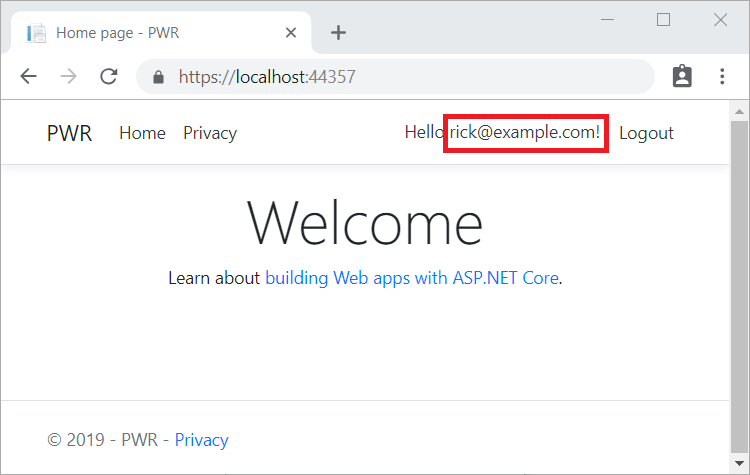 Home page - PWR
https://localhost:44357
PWR Home Privacy Hello rick@example.com! Logout
Welcome
Learn about building Web apps with ASP.NET Core.
© 2019 - PWR - Privacy